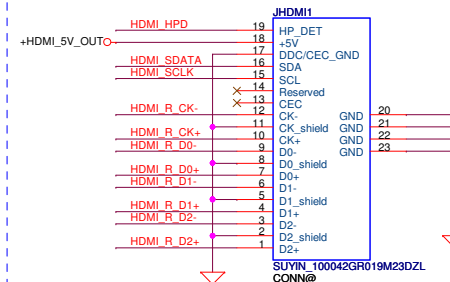 JHDMI1
HDMI_HPD 19 HP_DET
+HDMI_5V_OUT 18 +5V
17 DDC/CEC_GND
HDMI_SDATA 16 SDA
HDMI_SCLK 15 SCL
14 Reserved
13 CEC
HDMI_R_CK- 12 CK- GND 20
11 CK_shield GND 21
HDMI_R_CK+ 10 CK+ GND 22
HDMI_R_D0- 9 D0- GND 23
8 D0_shield
HDMI_R_D0+ 7 D0+
HDMI_R_D1- 6 D1-
5 D1_shield
HDMI_R_D1+ 4 D1+
HDMI_R_D2- 3 D2-
2 D2_shield
HDMI_R_D2+ 1 D2+
SUYIN_100042GR019M23DZL
CONN@